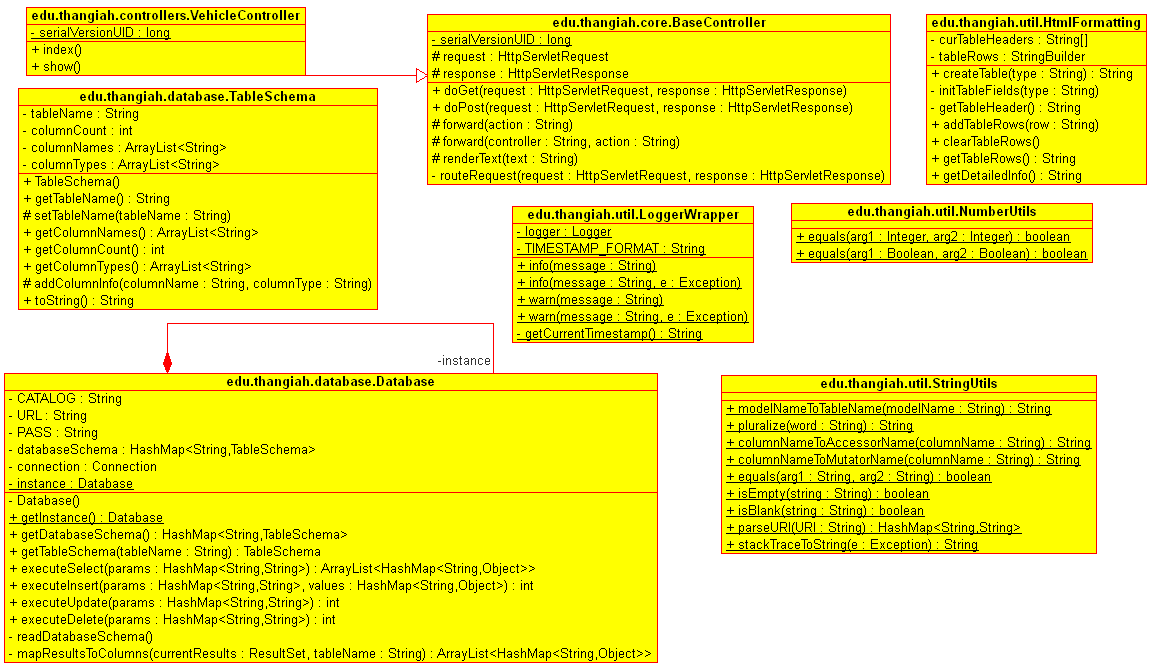 edu.thangiah.controllers.VehicleController
- serialVersionUID : long
+ index()
+ show()
edu.thangiah.core.BaseController
- serialVersionUID : long
# request : HttpServletRequest
# response : HttpServletResponse
+ doGet(request : HttpServletRequest, response : HttpServletResponse)
+ doPost(request : HttpServletRequest, response : HttpServletResponse)
# forward(action : String)
# forward(controller : String, action : String)
# renderText(text : String)
- routeRequest(request : HttpServletRequest, response : HttpServletResponse)
edu.thangiah.util.HtmlFormatting
- curTableHeaders : String[]
- tableRows : StringBuilder
+ createTable(type : String) : String
- initTableFields(type : String)
- getTableHeader() : String
+ addTableRows(row : String)
+ clearTableRows()
+ getTableRows() : String
+ getDetailedInfo() : String
edu.thangiah.database.TableSchema
- tableName : String
- columnCount : int
- columnNames : ArrayList<String>
- columnTypes : ArrayList<String>
+ TableSchema()
+ getTableName() : String
# setTableName(tableName : String)
+ getColumnNames() : ArrayList<String>
+ getColumnCount() : int
+ getColumnTypes() : ArrayList<String>
# addColumnInfo(columnName : String, columnType : String)
+ toString() : String
edu.thangiah.util.LoggerWrapper
- logger : Logger
- TIMESTAMP_FORMAT : String
+ info(message : String)
+ info(message : String, e : Exception)
+ warn(message : String)
+ warn(message : String, e : Exception)
- getCurrentTimestamp() : String
edu.thangiah.util.NumberUtils
+ equals(arg1 : Integer, arg2 : Integer) : boolean
+ equals(arg1 : Boolean, arg2 : Boolean) : boolean
-instance
edu.thangiah.database.Database
- CATALOG : String
- URL : String
- PASS : String
- databaseSchema : HashMap<String,TableSchema>
- connection : Connection
- instance : Database
- Database()
+ getInstance() : Database
+ getDatabaseSchema() : HashMap<String,TableSchema>
+ getTableSchema(tableName : String) : TableSchema
+ executeSelect(params : HashMap<String,String>) : ArrayList<HashMap<String,Object>>
+ executeInsert(params : HashMap<String,String>, values : HashMap<String,Object>) : int
+ executeUpdate(params : HashMap<String,String>) : int
+ executeDelete(params : HashMap<String,String>) : int
- readDatabaseSchema()
- mapResultsToColumns(currentResults : ResultSet, tableName : String) : ArrayList<HashMap<String,Object>>
edu.thangiah.util.StringUtils
+ modelNameToTableName(modelName : String) : String
+ pluralize(word : String) : String
+ columnNameToAccessorName(columnName : String) : String
+ columnNameToMutatorName(columnName : String) : String
+ equals(arg1 : String, arg2 : String) : boolean
+ isEmpty(string : String) : boolean
+ isBlank(string : String) : boolean
+ parseURI(URI : String) : HashMap<String,String>
+ stackTraceToString(e : Exception) : String